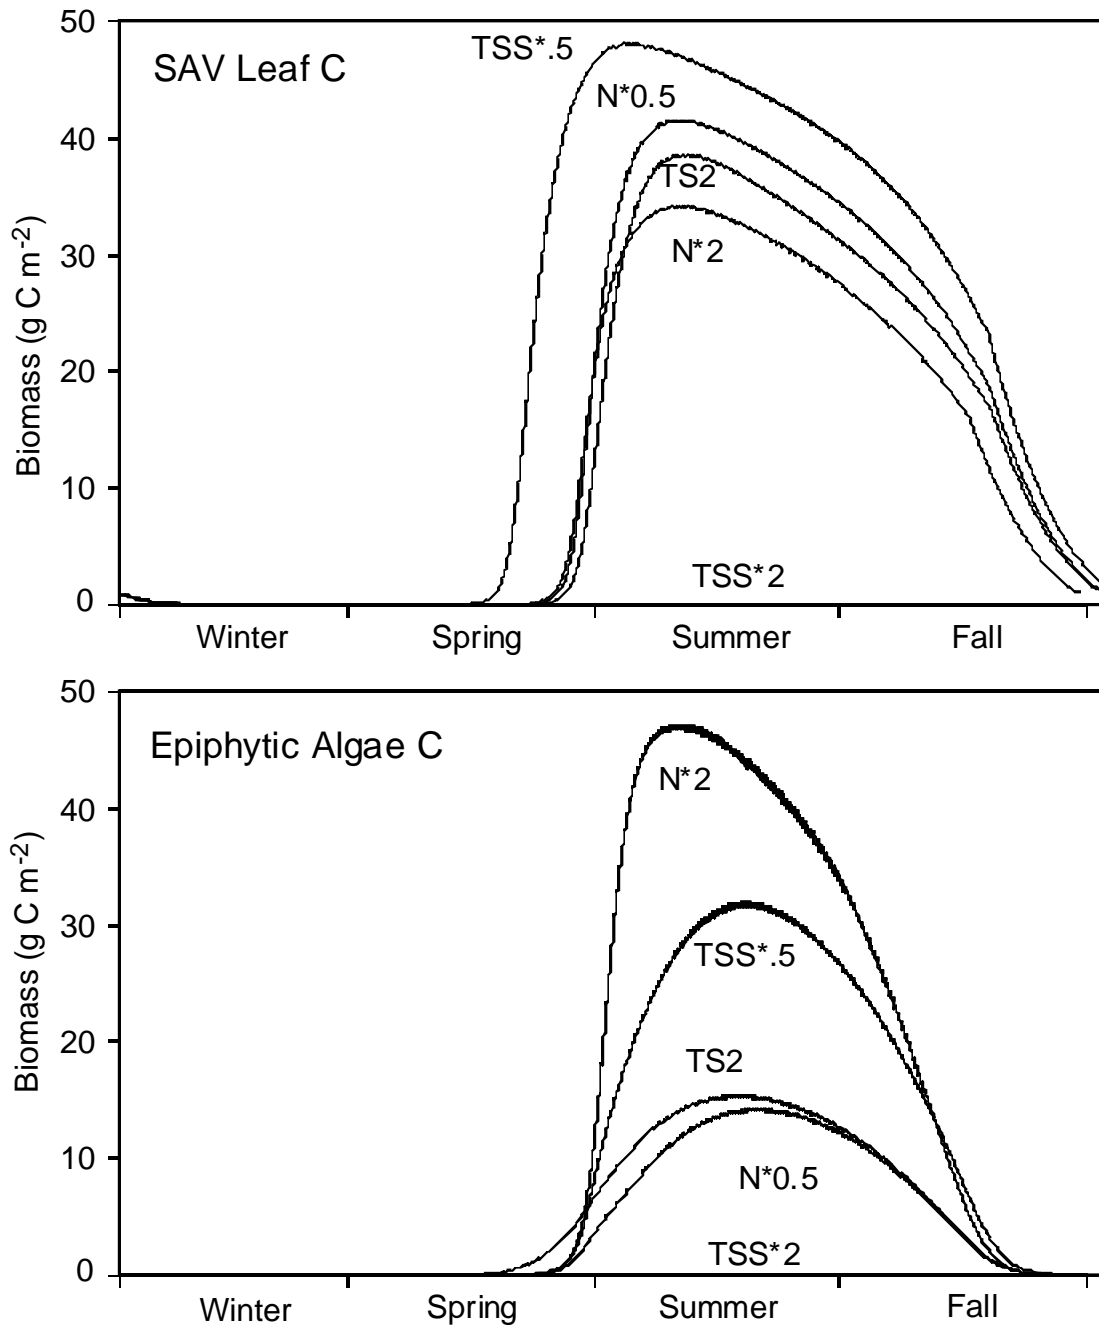 50
SAV Leaf C
TSS*.5
N*0.5
40
TS2
N*2
30
20
10
TSS*2
0
Biomass (g C m-2)
Winter Spring Summer Fall
50
Epiphytic Algae C
N*2
40
30
TSS*.5
20
TS2
10
N*0.5
TSS*2
0
Biomass (g C m-2)
Winter Spring Summer Fall